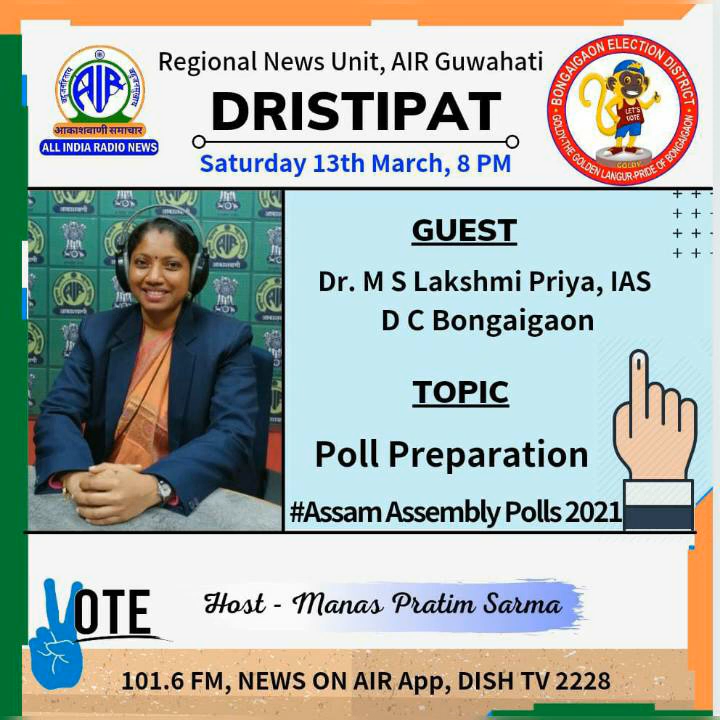 Regional News Unit, AIR Guwahati
DRISTIPAT
Saturday 13th March, 8 PM
AIR
आकाशवाणी समाचार
ALL INDIA RADIO NEWS
BONGAIGAON ELECTION DISTRICT
LET'S VOTE
GOLDY
GOLDY-THE GOLDEN LANGUR-PRIDE OF BONGAIGAON
GUEST
Dr. M S Lakshmi Priya, IAS
D C Bongaigaon
TOPIC
Poll Preparation
#Assam Assembly Polls 2021
VOTE
Host - Manas Pratim Sarma
101.6 FM, NEWS ON AIR App, DISH TV 2228